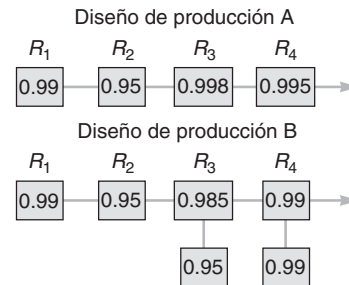 Diseño de producción A
R1 R2 R3 R4
0.99 0.95 0.998 0.995
Diseño de producción B
R1 R2 R3 R4
0.99 0.95 0.985 0.99
0.95 0.99